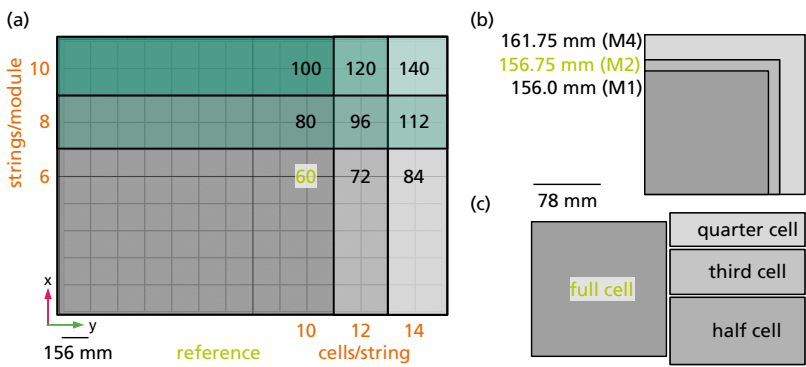 (a)
strings/module
10
8
6
100 120 140
80 96 112
60 72 84
x
y
156 mm
reference
10 12 14
cells/string
(b)
161.75 mm (M4)
156.75 mm (M2)
156.0 mm (M1)
78 mm
(c)
full cell
quarter cell
third cell
half cell